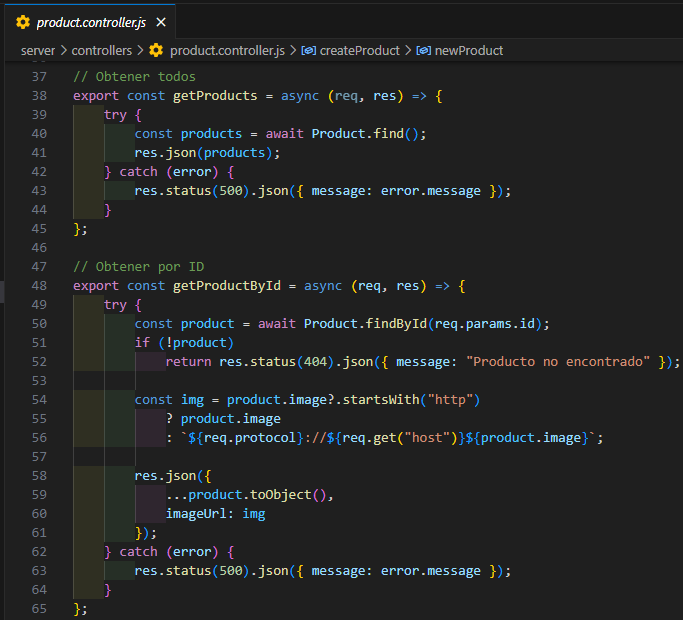 product.controller.js
server > controllers > product.controller.js > createProduct > newProduct
37 // Obtener todos
38 export const getProducts = async (req, res) => {
39     try {
40         const products = await Product.find();
41         res.json(products);
42     } catch (error) {
43         res.status(500).json({ message: error.message });
44     }
45 };
46
47 // Obtener por ID
48 export const getProductById = async (req, res) => {
49     try {
50         const product = await Product.findById(req.params.id);
51         if (!product)
52             return res.status(404).json({ message: "Producto no encontrado" });
53
54         const img = product.image?.startsWith("http")
55             ? product.image
56             : `${req.protocol}://${req.get("host")}${product.image}`;
57
58         res.json({
59             ...product.toObject(),
60             imageUrl: img
61         });
62     } catch (error) {
63         res.status(500).json({ message: error.message });
64     }
65 };